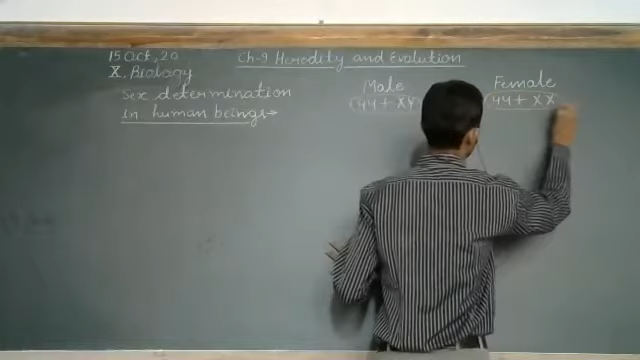 15 Oct, 20
Ch-9 Heredity and Evolution
X. Biology
Sex determination
in human beings→
Male
(44+ XY)
Female
(44+ XX